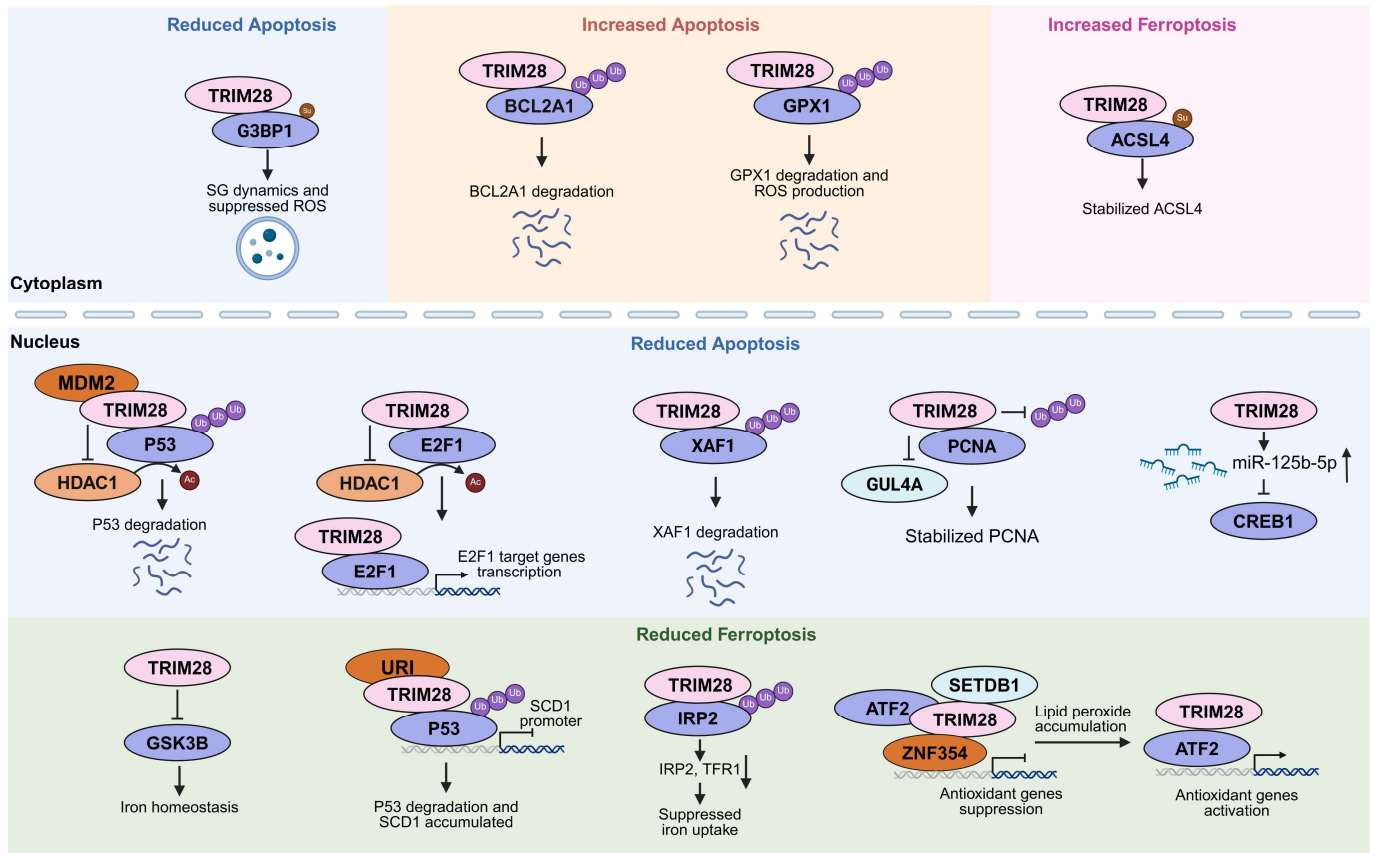 Reduced Apoptosis
Increased Apoptosis
Increased Ferroptosis
TRIM28
Su
G3BP1
SG dynamics and
suppressed ROS
TRIM28
Ub Ub Ub
BCL2A1
BCL2A1 degradation
TRIM28
Ub Ub Ub
GPX1
GPX1 degradation and
ROS production
TRIM28
Su
ACSL4
Stabilized ACSL4
Cytoplasm
Nucleus
Reduced Apoptosis
MDM2
TRIM28
Ub Ub Ub
P53
HDAC1
Ac
P53 degradation
TRIM28
E2F1
HDAC1
Ac
TRIM28
E2F1
E2F1 target genes
transcription
TRIM28
Ub Ub Ub
XAF1
XAF1 degradation
TRIM28
Ub Ub Ub
PCNA
GUL4A
Stabilized PCNA
TRIM28
miR-125b-5p
CREB1
Reduced Ferroptosis
TRIM28
GSK3B
Iron homeostasis
URI
TRIM28
Ub Ub Ub
P53
SCD1
promoter
P53 degradation and
SCD1 accumulated
TRIM28
Ub Ub Ub
IRP2
IRP2, TFR1
Suppressed
iron uptake
SETDB1
ATF2
TRIM28
ZNF354
Antioxidant genes
suppression
Lipid peroxide
accumulation
TRIM28
ATF2
Antioxidant genes
activation